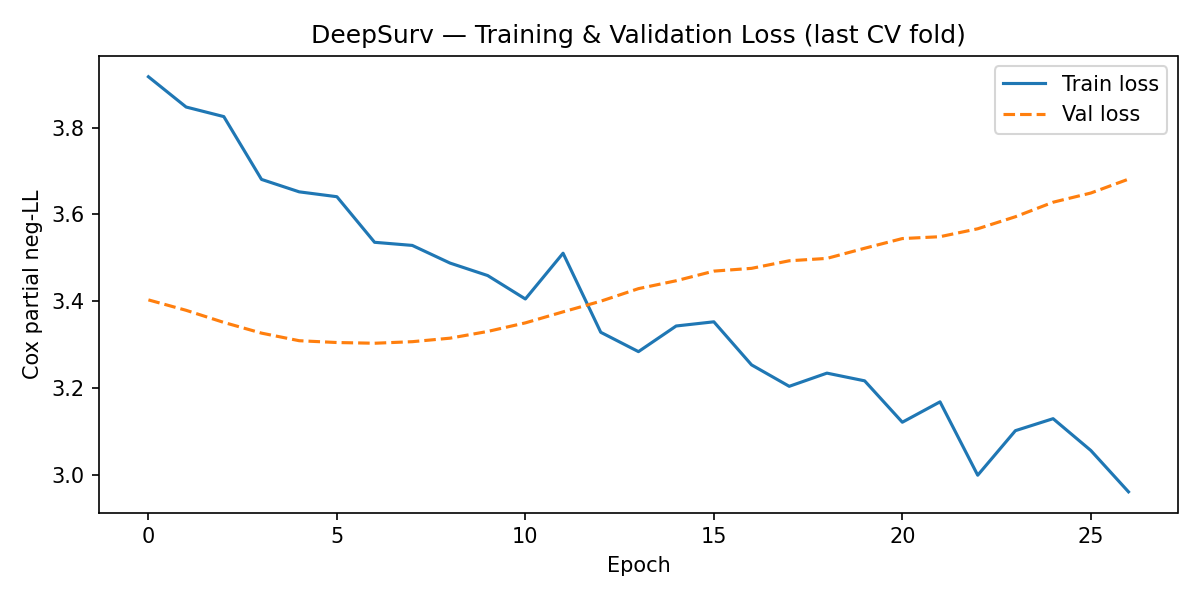 DeepSurv — Training & Validation Loss (last CV fold)
Train loss
Val loss
Cox partial neg-LL
3.8
3.6
3.4
3.2
3.0
0 5 10 15 20 25
Epoch